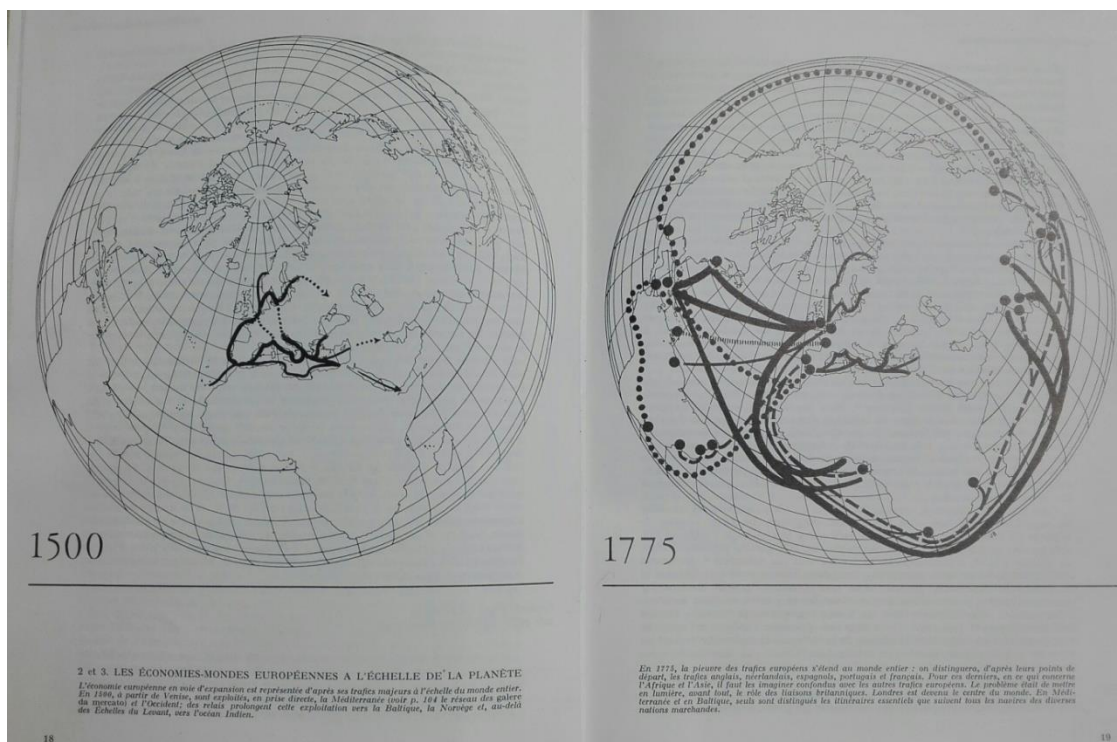 1500
2 et 3. LES ÉCONOMIES-MONDES EUROPÉENNES A L'ÉCHELLE DE LA PLANÈTE
L'économie européenne en voie d'expansion est représentée d'après ses trafics majeurs à l'échelle du monde entier.
En 1500, à partir de Venise, sont exploités, en prise directe, la Méditerranée (voir p. 104 le réseau des galere
da mercato) et l'Occident; des relais prolongent cette exploitation vers la Baltique, la Norvège et, au-delà
des Échelles du Levant, vers l'océan Indien.
18
1775
En 1775, la pieuvre des trafics européens s'étend au monde entier : on distinguera, d'après leurs points de
départ, les trafics anglais, néerlandais, espagnols, portugais et français. Pour ces derniers, en ce qui concerne
l'Afrique et l'Asie, il faut les imaginer confondus avec les autres trafics européens. Le problème était de mettre
en lumière, avant tout, le rôle des liaisons britanniques. Londres est devenu le centre du monde. En Médi-
terranée et en Baltique, seuls sont distingués les itinéraires essentiels que suivent tous les navires des diverses
nations marchandes.
19